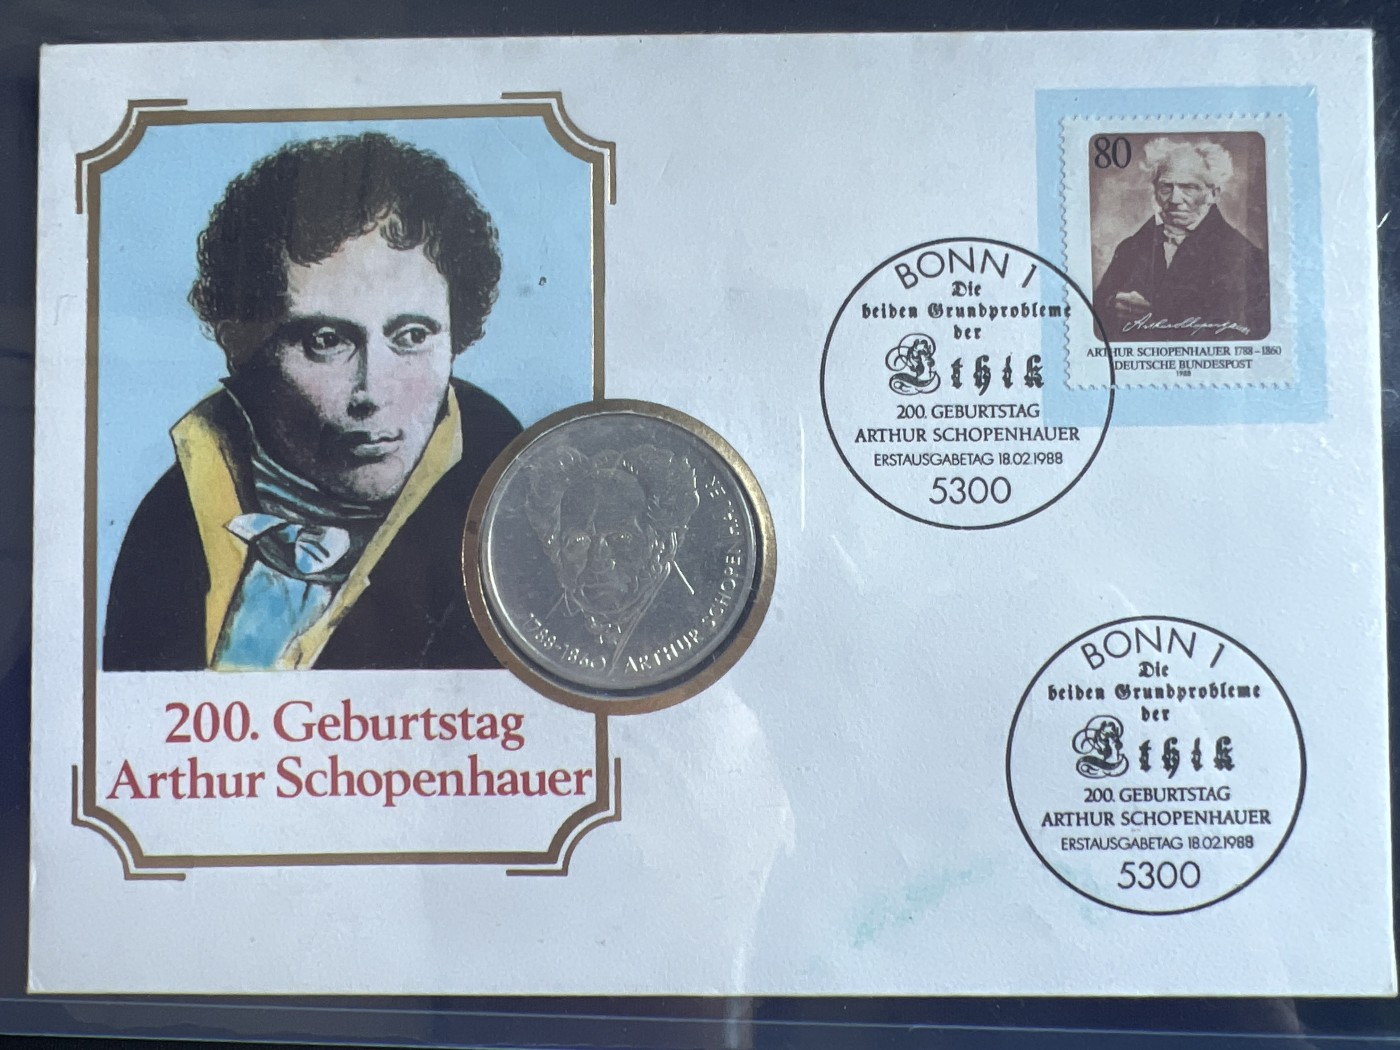 200. Geburtstag
Arthur Schopenhauer
1788-1860 ARTHUR SCHOPENHAUER
80
Arthur Schopenhauer
ARTHUR SCHOPENHAUER 1788–1860
DEUTSCHE BUNDESPOST
1988
BONN 1
Die
beiden Grundprobleme
der
Ethik
200. GEBURTSTAG
ARTHUR SCHOPENHAUER
ERSTAUSGABETAG 18.02.1988
5300
BONN 1
Die
beiden Grundprobleme
der
Ethik
200. GEBURTSTAG
ARTHUR SCHOPENHAUER
ERSTAUSGABETAG 18.02.1988
5300